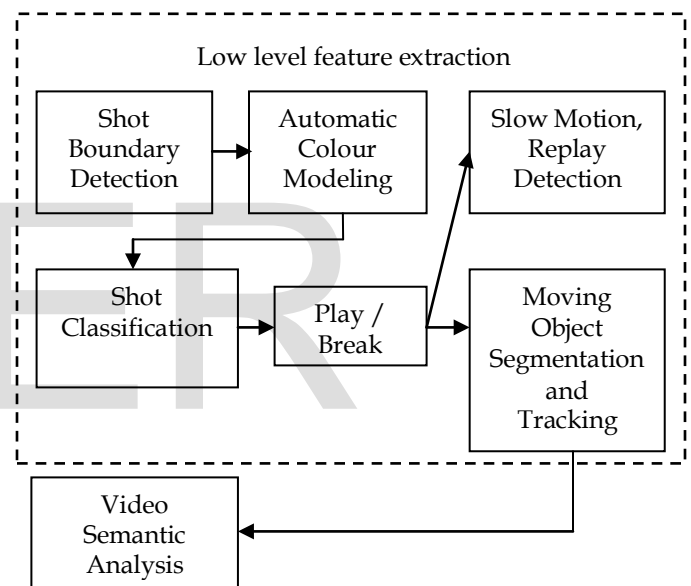 Low level feature extraction
Shot
Boundary
Detection
Automatic
Colour
Modeling
Slow Motion,
Replay
Detection
Shot
Classification
Play /
Break
Moving
Object
Segmentation
and
Tracking
Video
Semantic
Analysis
ER